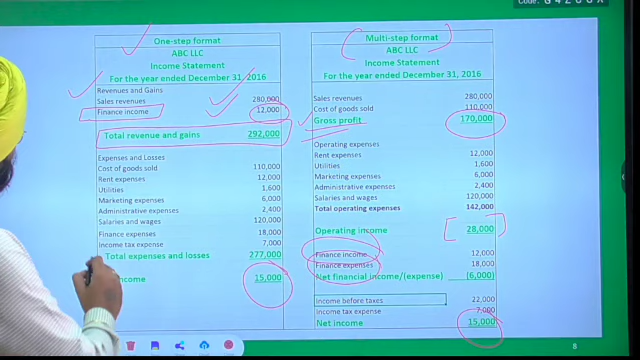 Code: G4Z08X
One-step format
ABC LLC
Income Statement
For the year ended December 31, 2016
Revenues and Gains
Sales revenues 280,000
Finance income 12,000
Total revenue and gains 292,000
Expenses and Losses
Cost of goods sold 110,000
Rent expenses 12,000
Utilities 1,600
Marketing expenses 6,000
Administrative expenses 2,400
Salaries and wages 120,000
Finance expenses 18,000
Income tax expense 7,000
Total expenses and losses 277,000
income 15,000
Multi-step format
ABC LLC
Income Statement
For the year ended December 31, 2016
Sales revenues 280,000
Cost of goods sold 110,000
Gross profit 170,000
Operating expenses
Rent expenses 12,000
Utilities 1,600
Marketing expenses 6,000
Administrative expenses 2,400
Salaries and wages 120,000
Total operating expenses 142,000
Operating income 28,000
Finance income 12,000
Finance expenses 18,000
Net financial income/(expense) (6,000)
Income before taxes 22,000
Income tax expense 7,000
Net income 15,000
8